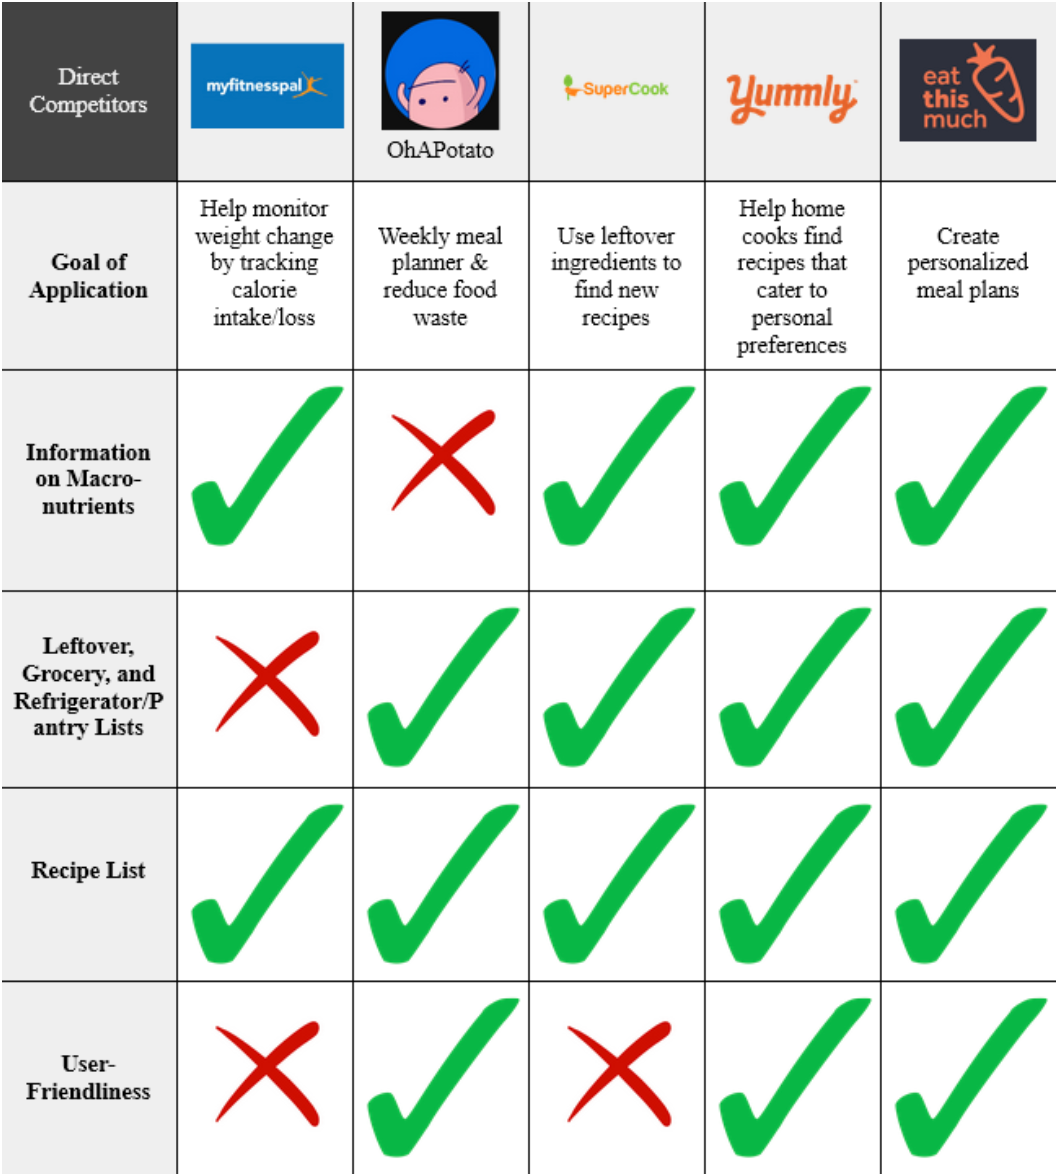 Direct
Competitors
myfitnesspal
OhAPotato
SuperCook
Yummly
eat
this
much
Goal of
Application
Help monitor
weight change
by tracking
calorie
intake/loss
Weekly meal
planner &
reduce food
waste
Use leftover
ingredients to
find new
recipes
Help home
cooks find
recipes that
cater to
personal
preferences
Create
personalized
meal plans
Information
on Macro-
nutrients
Leftover,
Grocery, and
Refrigerator/P
antry Lists
Recipe List
User-
Friendliness